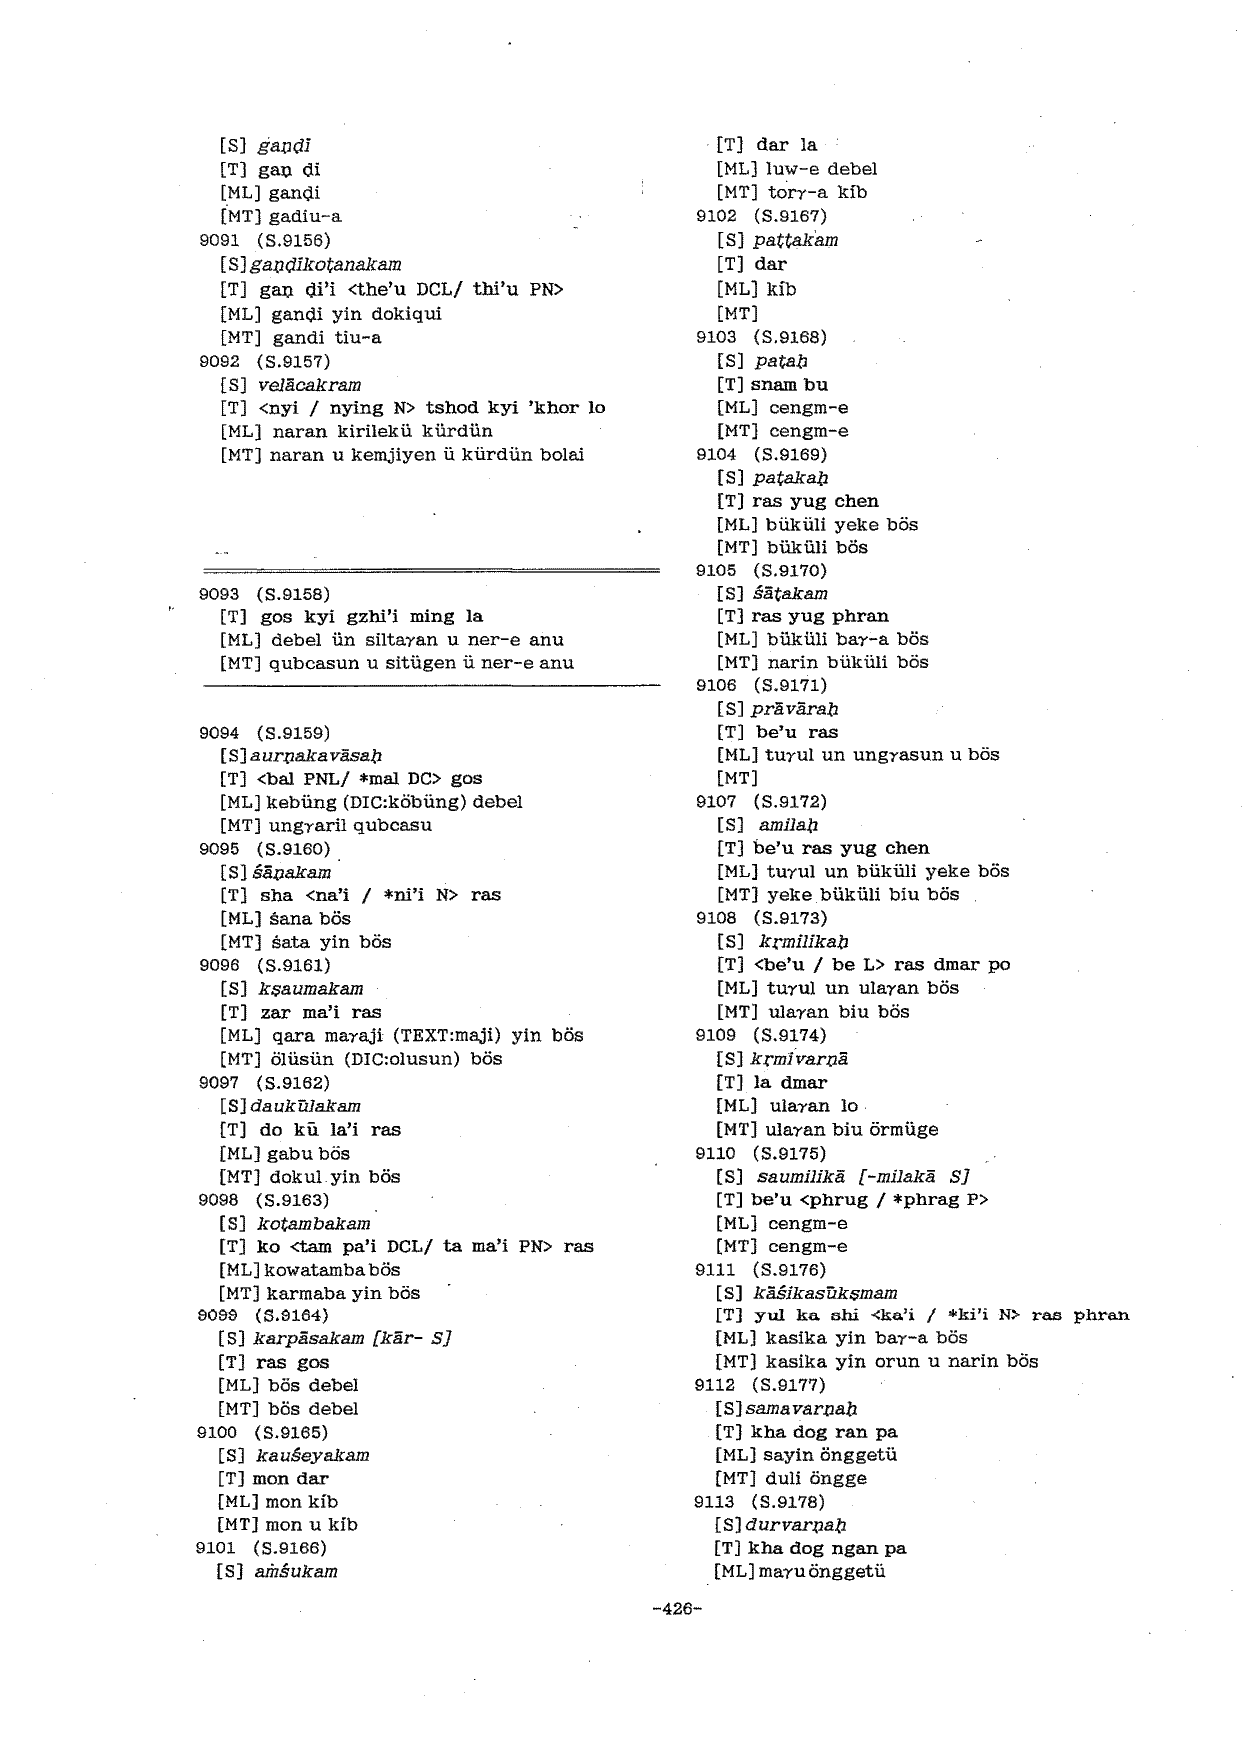 [S] gaṇḍī
[T] gaṇ ḍi
[ML] ganḍi
[MT] gadiu-a
9091 (S.9156)
[S] gaṇḍīkoṭanakam
[T] gaṇ ḍi'i <the'u DCL/ thi'u PN>
[ML] ganḍi yin dokiqui
[MT] gandi tiu-a
9092 (S.9157)
[S] velācakram
[T] <nyi / nying N> tshod kyi 'khor lo
[ML] naran kirilekü kürdün
[MT] naran u kemjiyen ü kürdün bolai
9093 (S.9158)
[T] gos kyi gzhi'i ming la
[ML] debel ün siltaγan u ner-e anu
[MT] qubcasun u sitügen ü ner-e anu
9094 (S.9159)
[S] aurṇakavāsaḥ
[T] <bal PNL/ *mal DC> gos
[ML] kebüng (DIC:köbüng) debel
[MT] ungγaril qubcasu
9095 (S.9160)
[S] śāṇakam
[T] sha <na'i / *ni'i N> ras
[ML] śana bös
[MT] śata yin bös
9096 (S.9161)
[S] kṣaumakam
[T] zar ma'i ras
[ML] qara maγaji (TEXT:maji) yin bös
[MT] ölüsün (DIC:olusun) bös
9097 (S.9162)
[S] daukūlakam
[T] do kū la'i ras
[ML] gabu bös
[MT] dokul yin bös
9098 (S.9163)
[S] koṭambakam
[T] ko <tam pa'i DCL/ ta ma'i PN> ras
[ML] kowatamba bös
[MT] karmaba yin bös
9099 (S.9164)
[S] karpāsakam [kār- S]
[T] ras gos
[ML] bös debel
[MT] bös debel
9100 (S.9165)
[S] kauśeyakam
[T] mon dar
[ML] mon kíb
[MT] mon u kib
9101 (S.9166)
[S] aṁśukam
[T] dar la
[ML] luw-e debel
[MT] torγ-a kíb
9102 (S.9167)
[S] paṭṭakam
[T] dar
[ML] kíb
[MT]
9103 (S.9168)
[S] paṭaḥ
[T] snam bu
[ML] cengm-e
[MT] cengm-e
9104 (S.9169)
[S] paṭakaḥ
[T] ras yug chen
[ML] büküli yeke bös
[MT] büküli bös
9105 (S.9170)
[S] śāṭakam
[T] ras yug phran
[ML] büküli baγ-a bös
[MT] narin büküli bös
9106 (S.9171)
[S] prāvāraḥ
[T] be'u ras
[ML] tuγul un ungγasun u bös
[MT]
9107 (S.9172)
[S] amilaḥ
[T] be'u ras yug chen
[ML] tuγul un büküli yeke bös
[MT] yeke büküli biu bös
9108 (S.9173)
[S] kṛmilikaḥ
[T] <be'u / be L> ras dmar po
[ML] tuγul un ulaγan bös
[MT] ulaγan biu bös
9109 (S.9174)
[S] kṛmivarṇā
[T] la dmar
[ML] ulaγan lo
[MT] ulaγan biu örmüge
9110 (S.9175)
[S] saumilikā [-milakā S]
[T] be'u <phrug / *phrag P>
[ML] cengm-e
[MT] cengm-e
9111 (S.9176)
[S] kāśikasūkṣmam
[T] yul ka shi <ka'i / *ki'i N> ras phran
[ML] kasika yin baγ-a bös
[MT] kasika yin orun u narin bös
9112 (S.9177)
[S] samavarṇaḥ
[T] kha dog ran pa
[ML] sayin önggetü
[MT] duli öngge
9113 (S.9178)
[S] durvarṇaḥ
[T] kha dog ngan pa
[ML] maγu önggetü
-426-